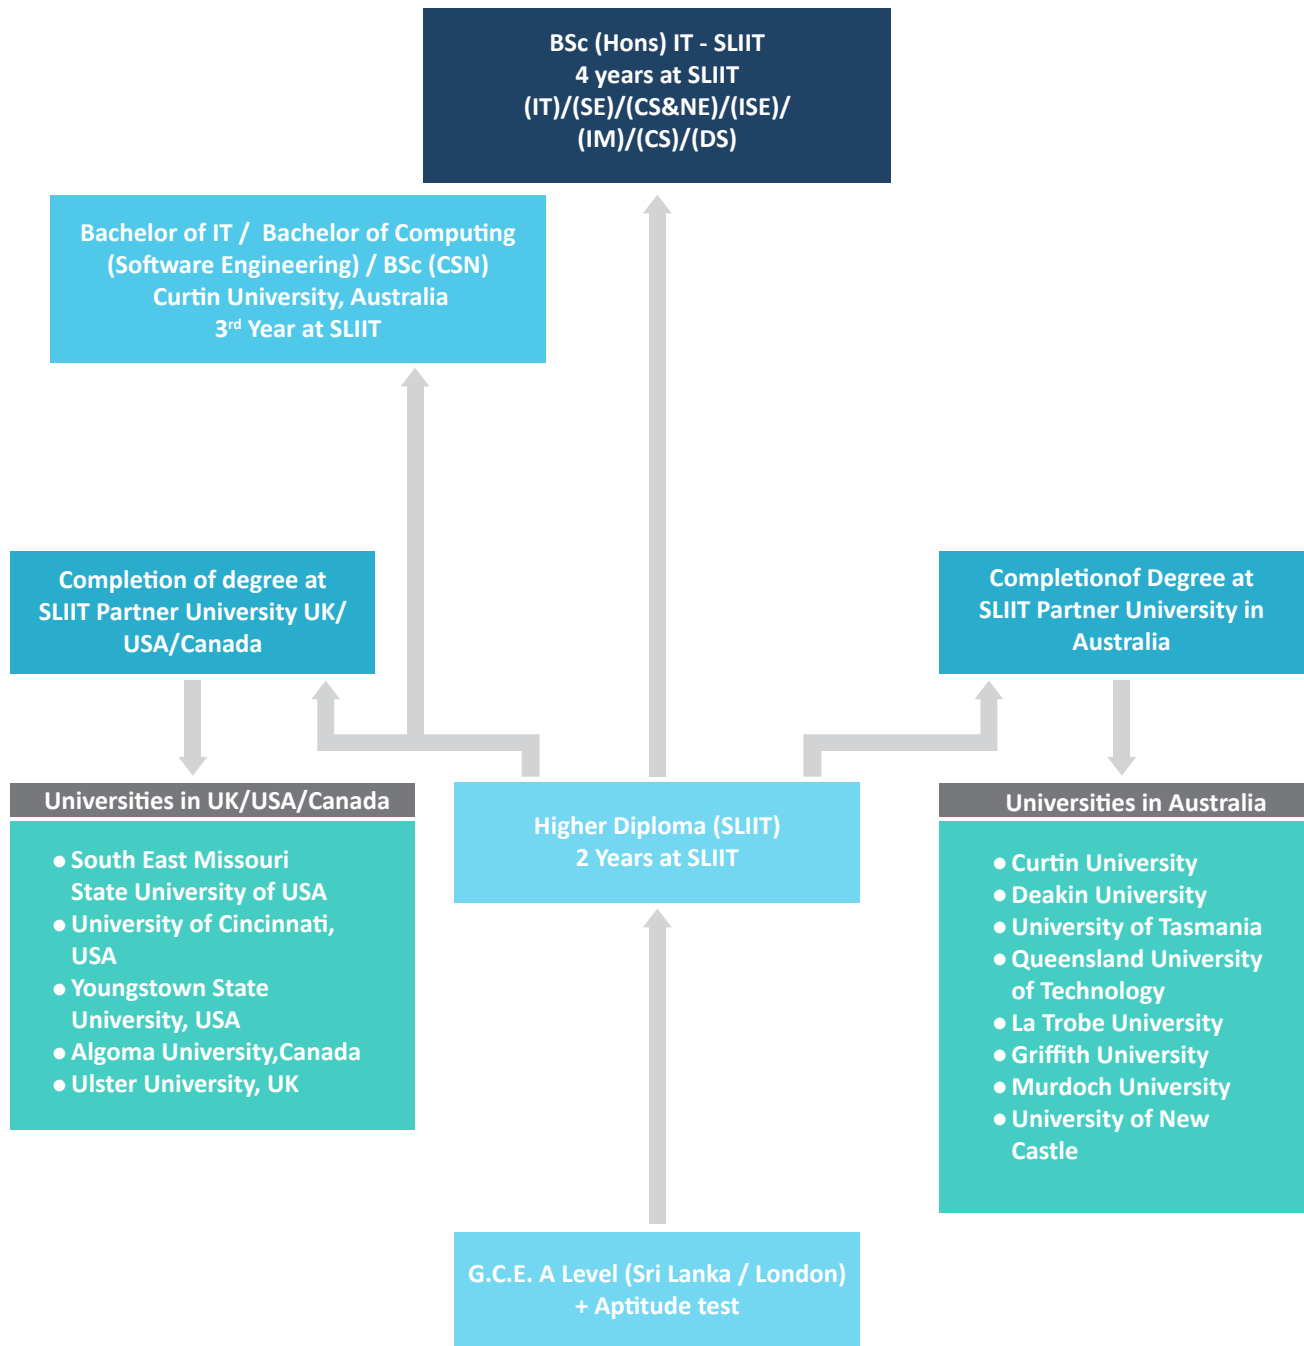 BSc (Hons) IT - SLIIT
4 years at SLIIT
(IT)/(SE)/(CS&NE)/(ISE)/
(IM)/(CS)/(DS)
Bachelor of IT / Bachelor of Computing
(Software Engineering) / BSc (CSN)
Curtin University, Australia
3rd Year at SLIIT
Completion of degree at
SLIIT Partner University UK/
USA/Canada
Completionof Degree at
SLIIT Partner University in
Australia
Universities in UK/USA/Canada
● South East Missouri
State University of USA
● University of Cincinnati,
USA
● Youngstown State
University, USA
● Algoma University,Canada
● Ulster University, UK
Higher Diploma (SLIIT)
2 Years at SLIIT
Universities in Australia
● Curtin University
● Deakin University
● University of Tasmania
● Queensland University
of Technology
● La Trobe University
● Griffith University
● Murdoch University
● University of New
Castle
G.C.E. A Level (Sri Lanka / London)
+ Aptitude test